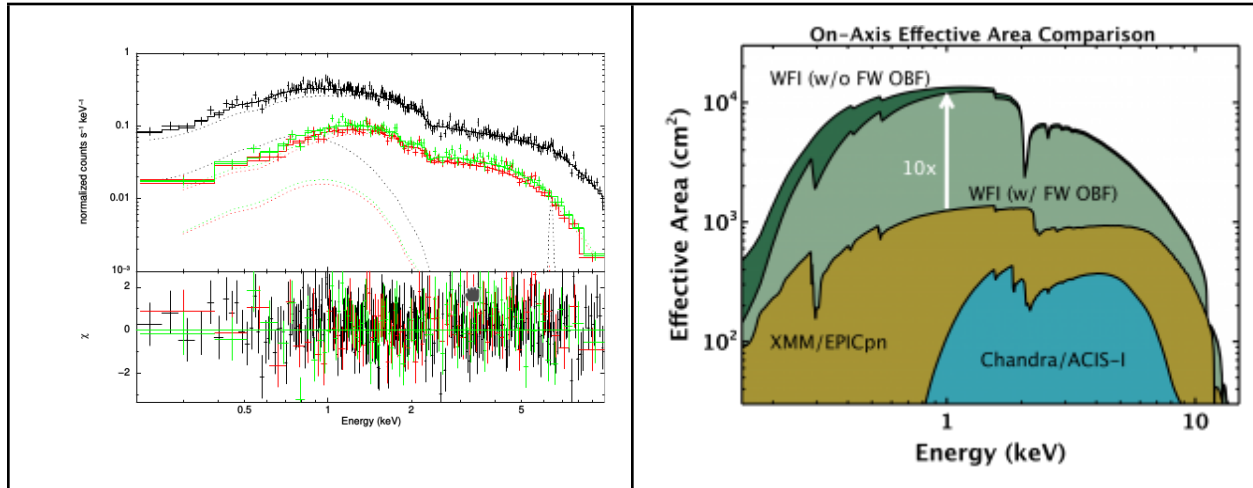 1
0.1
0.01
10⁻³
normalized counts s⁻¹ keV⁻¹
2
0
−2
χ
0.5 1 2 5
Energy (keV)
On-Axis Effective Area Comparison
WFI (w/o FW OBF)
10⁴
10x
WFI (w/ FW OBF)
10³
XMM/EPICpn
10²
Chandra/ACIS-I
Effective Area (cm²)
1 10
Energy (keV)